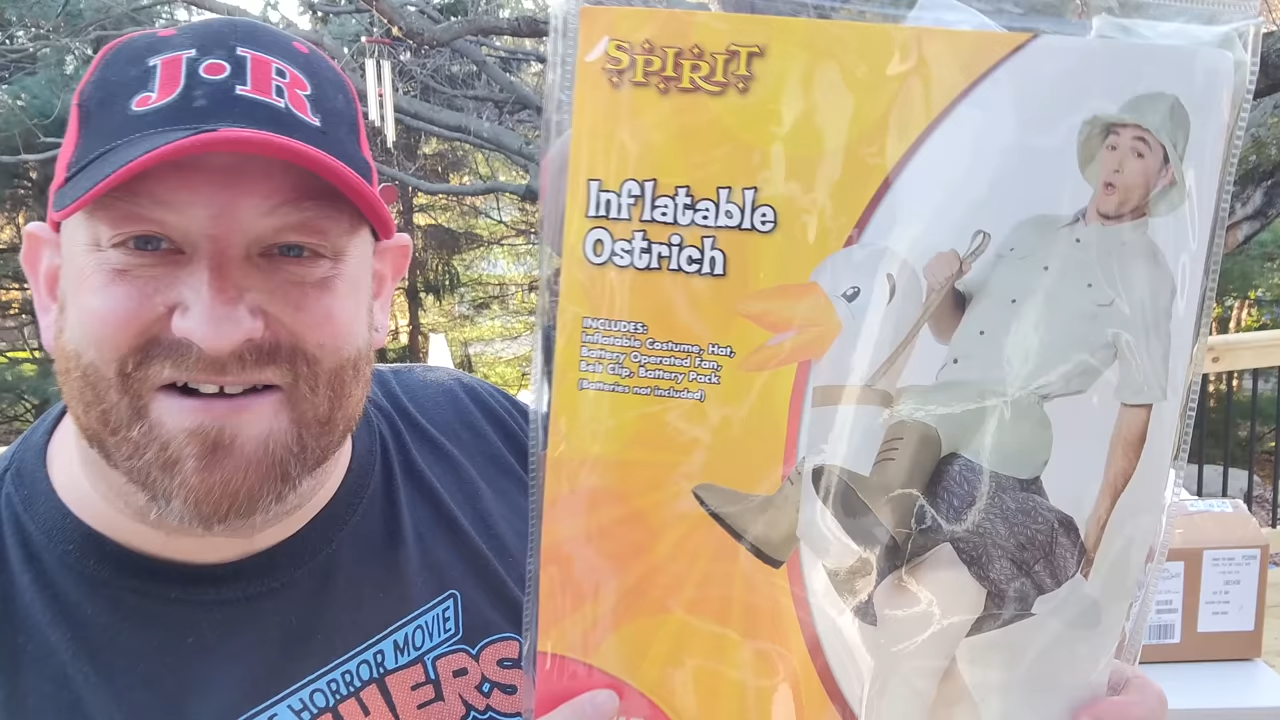 J·R
SPIRIT
Inflatable
Ostrich
INCLUDES:
Inflatable Costume, Hat,
Battery Operated Fan,
Belt Clip, Battery Pack
(Batteries not included)
HORROR MOVIE